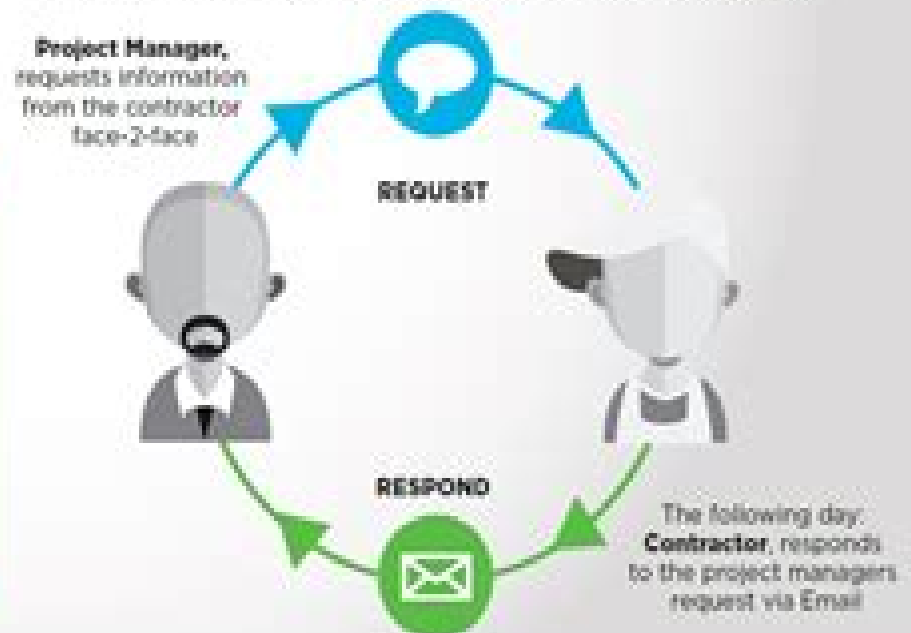 Project Manager,
requests information
from the contractor
face-2-face
REQUEST
RESPOND
The following day:
Contractor, responds
to the project managers
request via Email